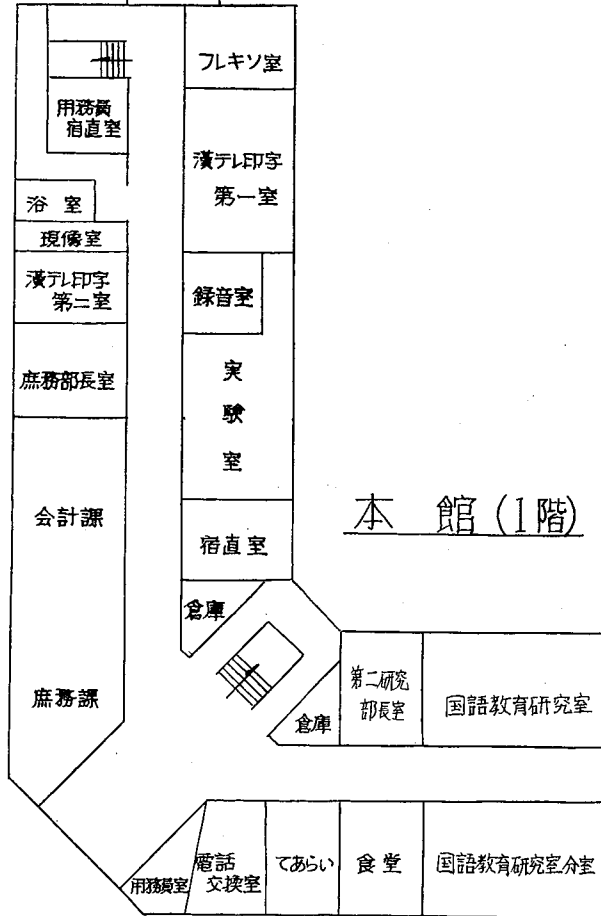 フレキソ室
用務員
宿直室
漢テレ印字
第一室
浴室
現像室
漢テレ印字
第二室
録音室
庶務部長室
実
験
室
会計課
本館(1階)
宿直室
倉庫
庶務課
第二研究
部長室
国語教育研究室
倉庫
用務員室
電話
交換室
てあらい
食堂
国語教育研究室分室